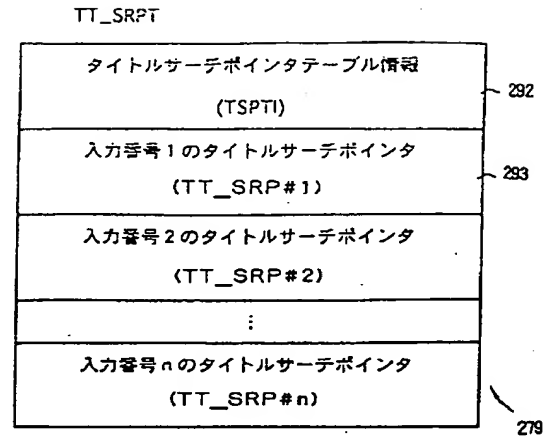 TT_SRPT
タイトルサーチポインタテーブル情報
(TSPTI)
292
入力番号1のタイトルサーチポインタ
(TT_SRP#1)
293
入力番号2のタイトルサーチポインタ
(TT_SRP#2)
⋮
入力番号nのタイトルサーチポインタ
(TT_SRP#n)
279